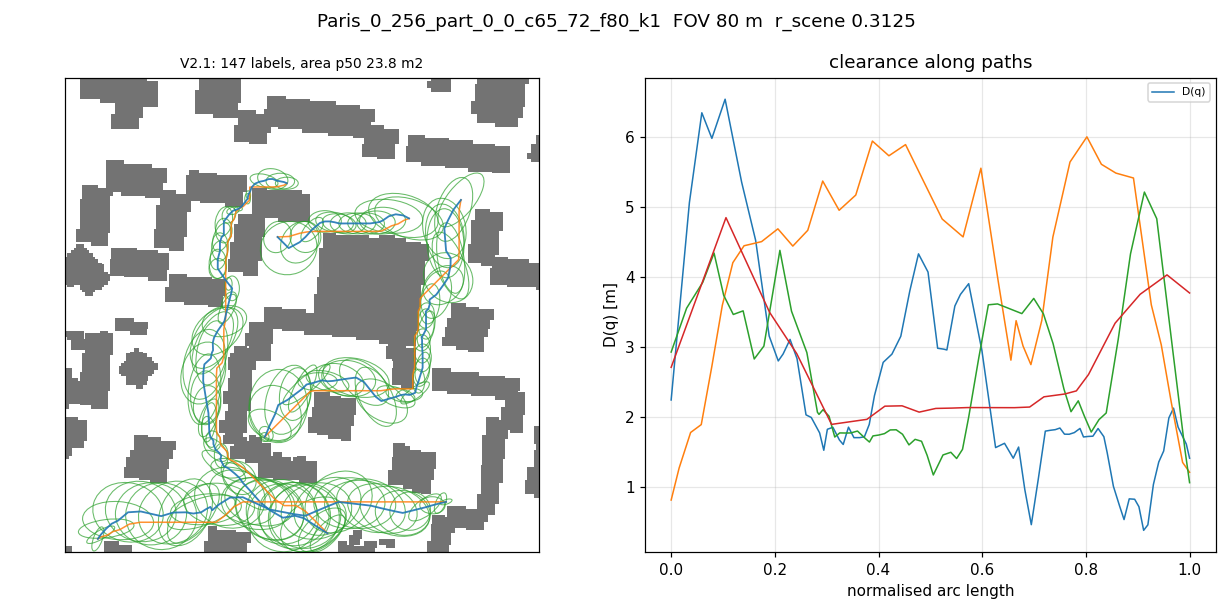 Paris_0_256_part_0_0_c65_72_f80_k1  FOV 80 m  r_scene 0.3125
V2.1: 147 labels, area p50 23.8 m2
clearance along paths
D(q)
D(q) [m]
6
5
4
3
2
1
0.0 0.2 0.4 0.6 0.8 1.0
normalised arc length